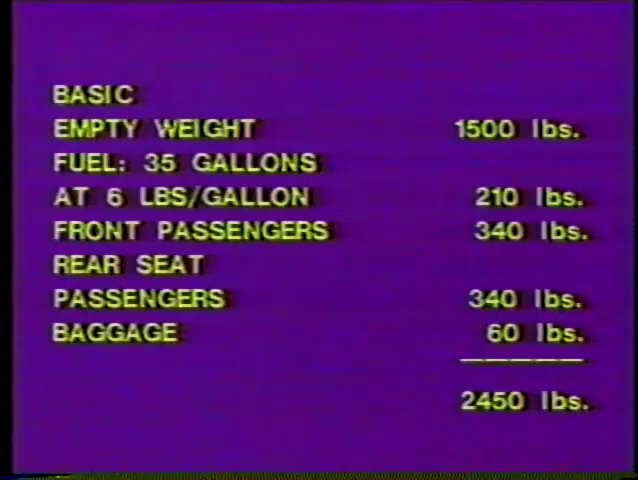 BASIC
EMPTY WEIGHT 1500 lbs.
FUEL: 35 GALLONS
AT 6 LBS/GALLON 210 lbs.
FRONT PASSENGERS 340 lbs.
REAR SEAT
PASSENGERS 340 lbs.
BAGGAGE 60 lbs.
2450 lbs.